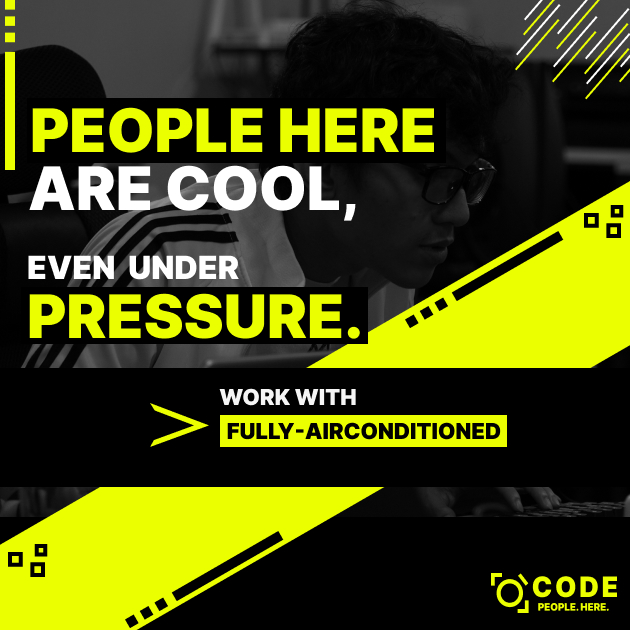 PEOPLE HERE
ARE COOL,
EVEN UNDER
PRESSURE.
WORK WITH
FULLY-AIRCONDITIONED
CODE
PEOPLE. HERE.